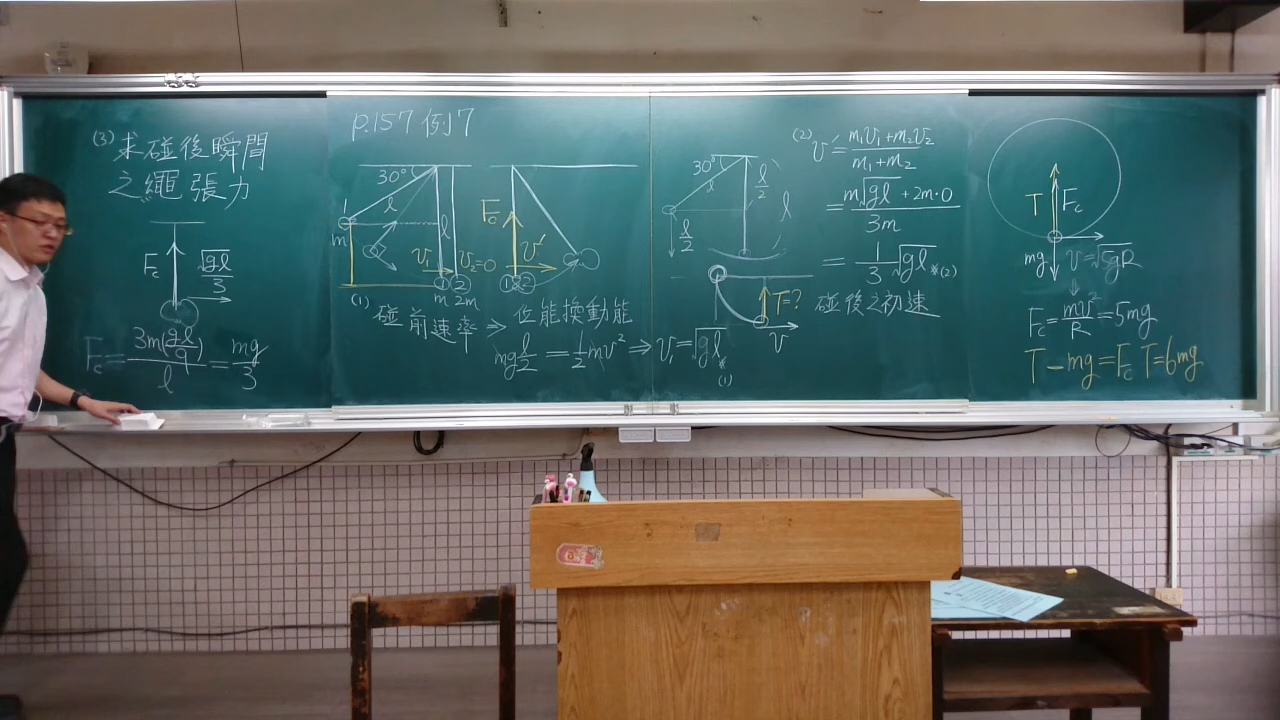 (3) 求碰後瞬間
之繩張力
Fc
√gℓ/3
Fc = 3m(gℓ/9)/ℓ = mg/3
p.157 例7
30°
ℓ
ℓ
m
v₁
v₂=0
① ②
m 2m
Fc
v'
①②
(1) 碰前速率 ⇒ 位能換動能
mg ℓ/2 = 1/2 mv² ⇒ v₁ = √gℓ *(1)
30°
ℓ
ℓ/2
ℓ
ℓ/2
T=?
v
(2) v' = (m₁v₁+m₂v₂)/(m₁+m₂)
= (m√gℓ + 2m·0)/3m
= 1/3 √gℓ *(2)
碰後之初速
T Fc
mg v=√5gR
Fc = mv²/R = 5mg
T-mg=Fc T=6mg